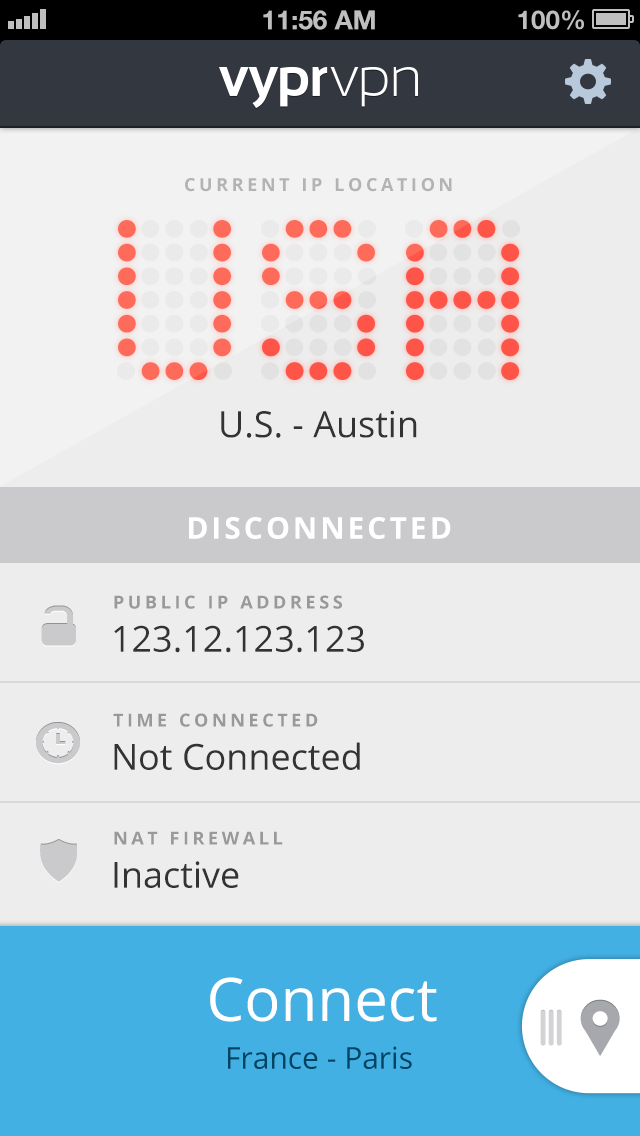 11:56 AM 100%
vyprvpn
CURRENT IP LOCATION
USA
U.S. - Austin
DISCONNECTED
PUBLIC IP ADDRESS
123.12.123.123
TIME CONNECTED
Not Connected
NAT FIREWALL
Inactive
Connect
France - Paris